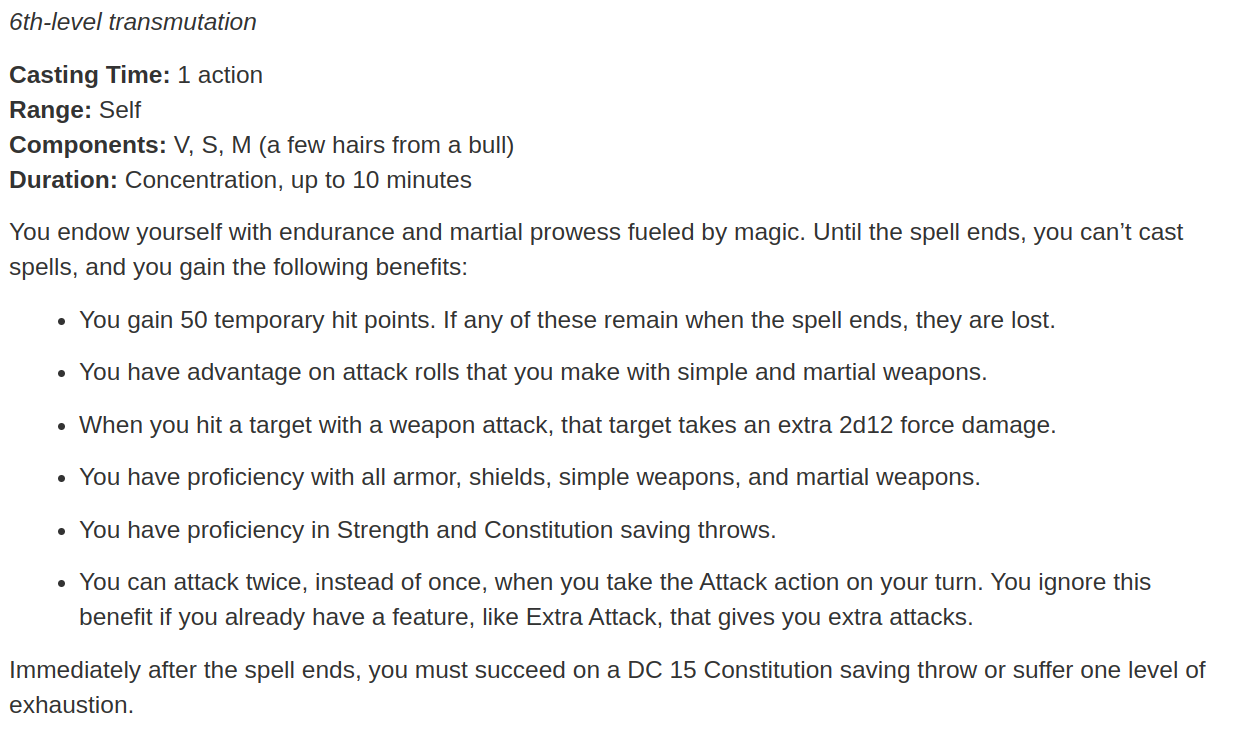 6th-level transmutation
Casting Time: 1 action
Range: Self
Components: V, S, M (a few hairs from a bull)
Duration: Concentration, up to 10 minutes
You endow yourself with endurance and martial prowess fueled by magic. Until the spell ends, you can’t cast
spells, and you gain the following benefits:
• You gain 50 temporary hit points. If any of these remain when the spell ends, they are lost.
• You have advantage on attack rolls that you make with simple and martial weapons.
• When you hit a target with a weapon attack, that target takes an extra 2d12 force damage.
• You have proficiency with all armor, shields, simple weapons, and martial weapons.
• You have proficiency in Strength and Constitution saving throws.
• You can attack twice, instead of once, when you take the Attack action on your turn. You ignore this
benefit if you already have a feature, like Extra Attack, that gives you extra attacks.
Immediately after the spell ends, you must succeed on a DC 15 Constitution saving throw or suffer one level of
exhaustion.